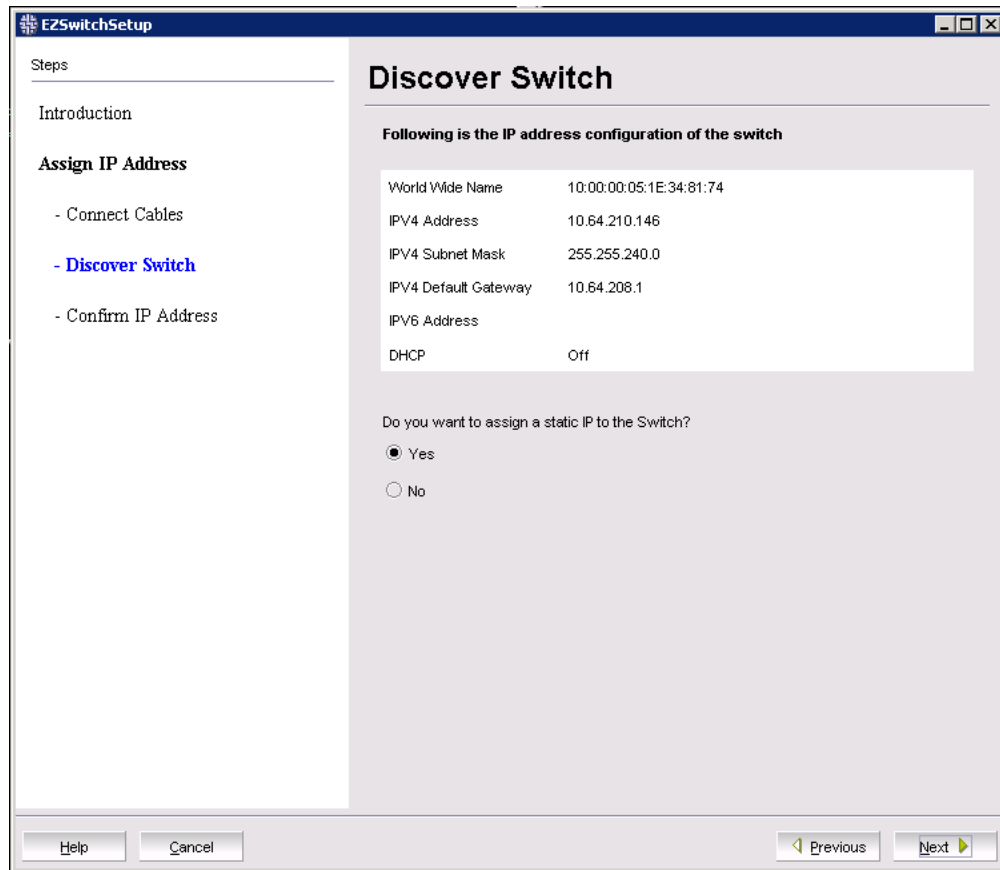 EZSwitchSetup
Steps
Introduction
Assign IP Address
- Connect Cables
- Discover Switch
- Confirm IP Address
Discover Switch
Following is the IP address configuration of the switch
World Wide Name 10:00:00:05:1E:34:81:74
IPV4 Address 10.64.210.146
IPV4 Subnet Mask 255.255.240.0
IPV4 Default Gateway 10.64.208.1
IPV6 Address
DHCP Off
Do you want to assign a static IP to the Switch?
Yes
No
Help Cancel Previous Next